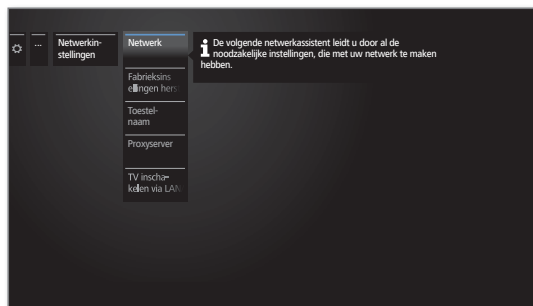 ...
Netwerkin-
stellingen
Netwerk
De volgende netwerkassistent leidt u door al de
noodzakelijke instellingen, die met uw netwerk te maken
hebben.
Fabrieksins
ellingen hers
Toestel-
naam
Proxyserver
TV inscha-
kelen via LAN